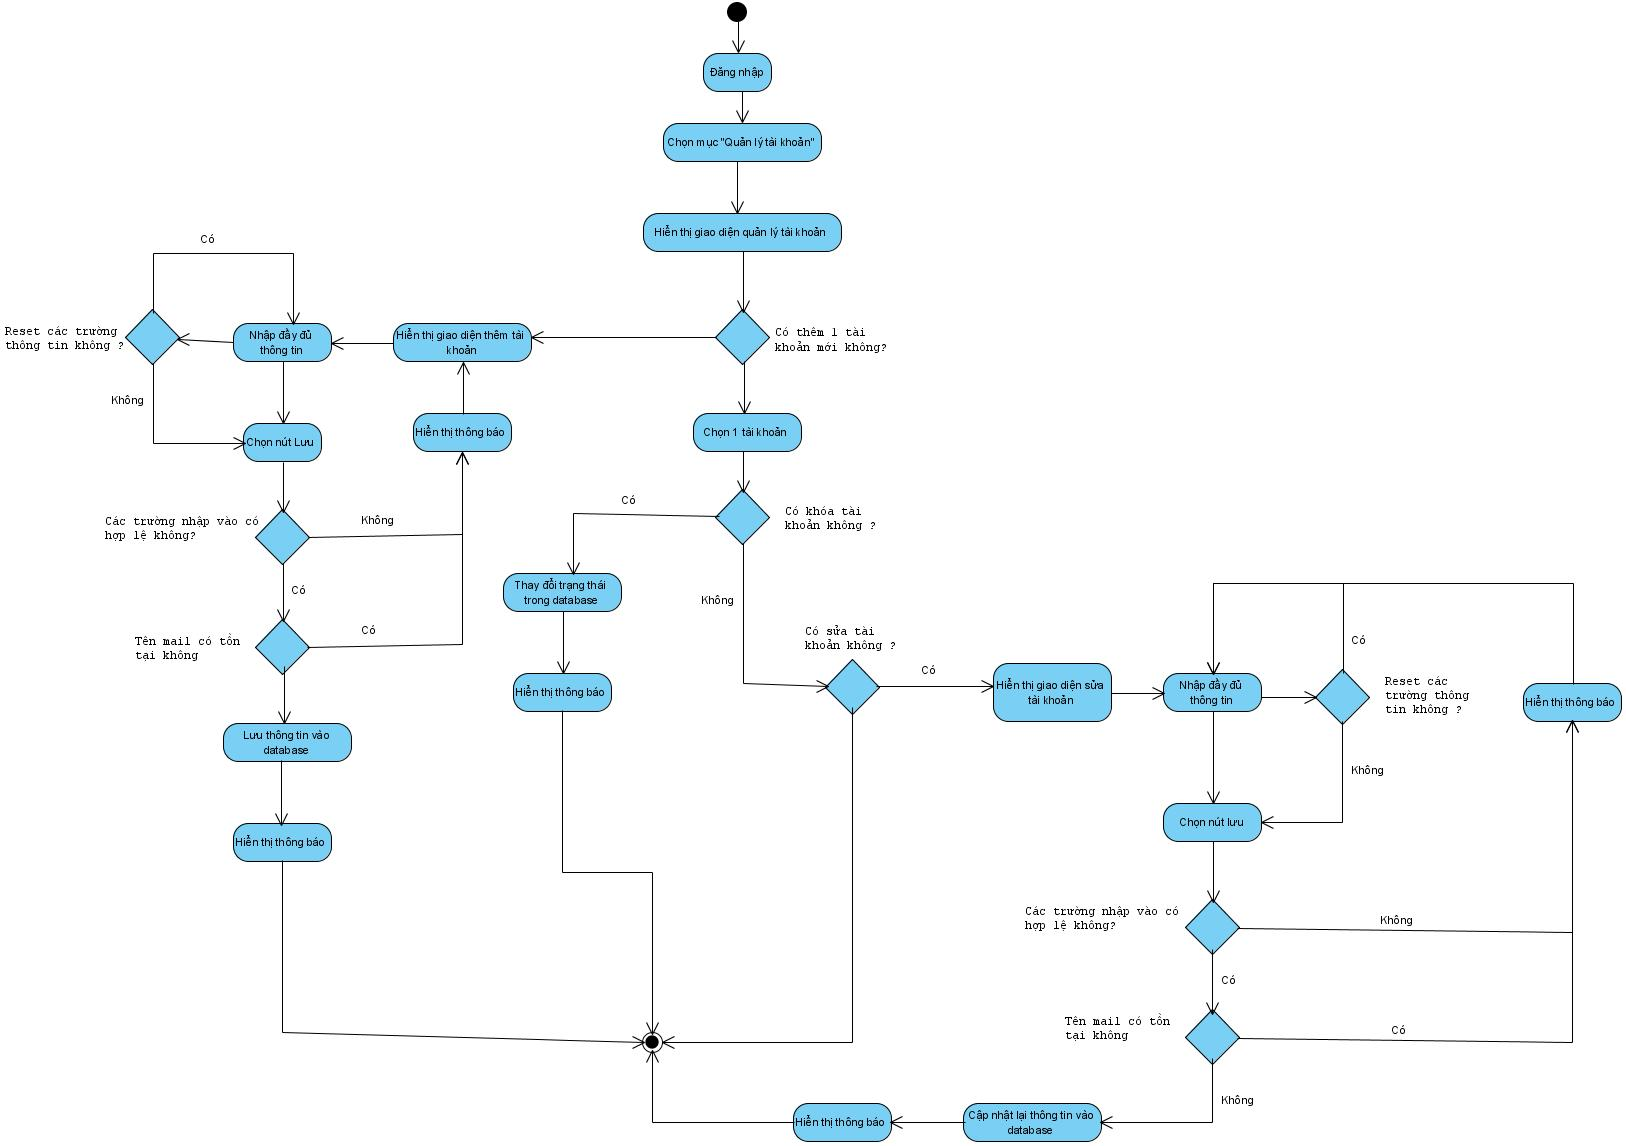 Đăng nhập
Chọn mục "Quản lý tài khoản"
Hiển thị giao diện quản lý tài khoản
Có thêm 1 tài
khoản mới không?
Hiển thị giao diện thêm tài
khoản
Nhập đầy đủ
thông tin
Có
Reset các trường
thông tin không ?
Không
Chọn nút Lưu
Hiển thị thông báo
Các trường nhập vào có
hợp lệ không?
Không
Có
Tên mail có tồn
tại không
Có
Lưu thông tin vào
database
Hiển thị thông báo
Chọn 1 tài khoản
Có khóa tài
khoản không ?
Có
Thay đổi trạng thái
trong database
Hiển thị thông báo
Không
Có sửa tài
khoản không ?
Có
Hiển thị giao diện sửa
tài khoản
Nhập đầy đủ
thông tin
Có
Reset các
trường thông
tin không ?
Hiển thị thông báo
Không
Chọn nút lưu
Các trường nhập vào có
hợp lệ không?
Không
Có
Tên mail có tồn
tại không
Có
Không
Cập nhật lại thông tin vào
database
Hiển thị thông báo